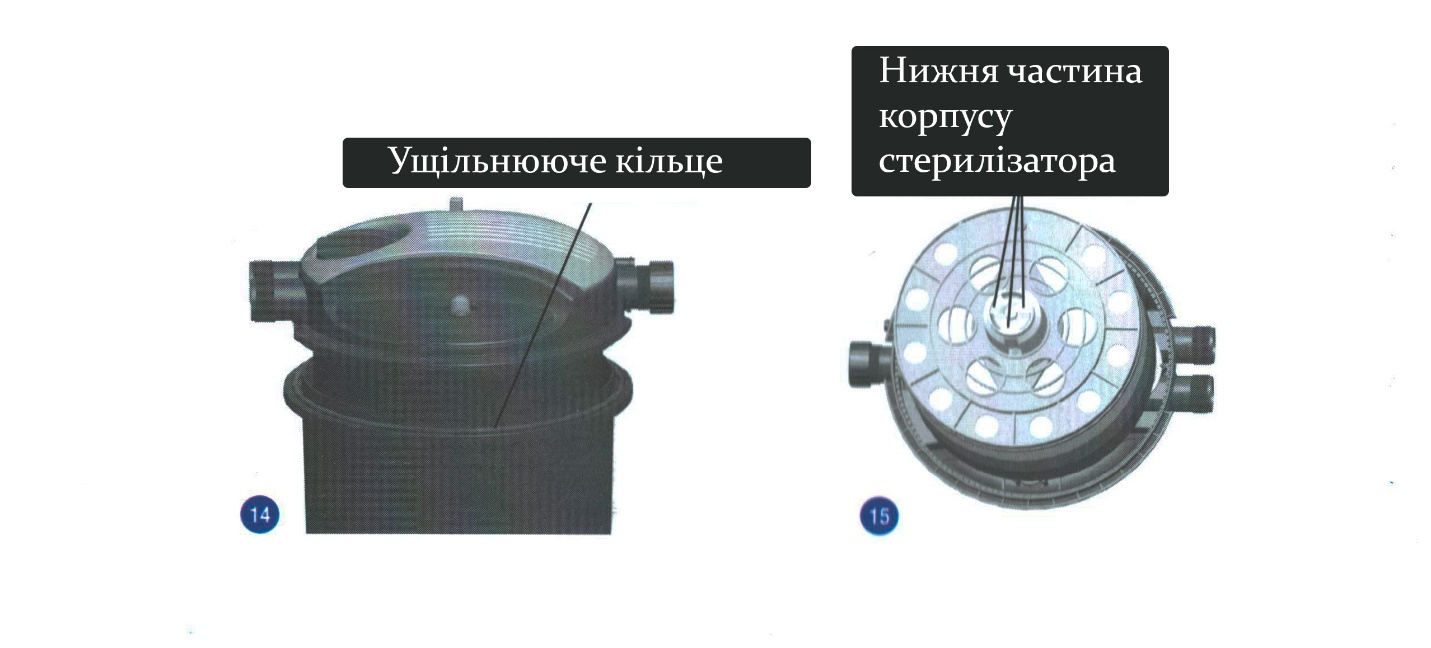 Ущільнююче кільце
Нижня частина
корпусу
стерилізатора
14
15